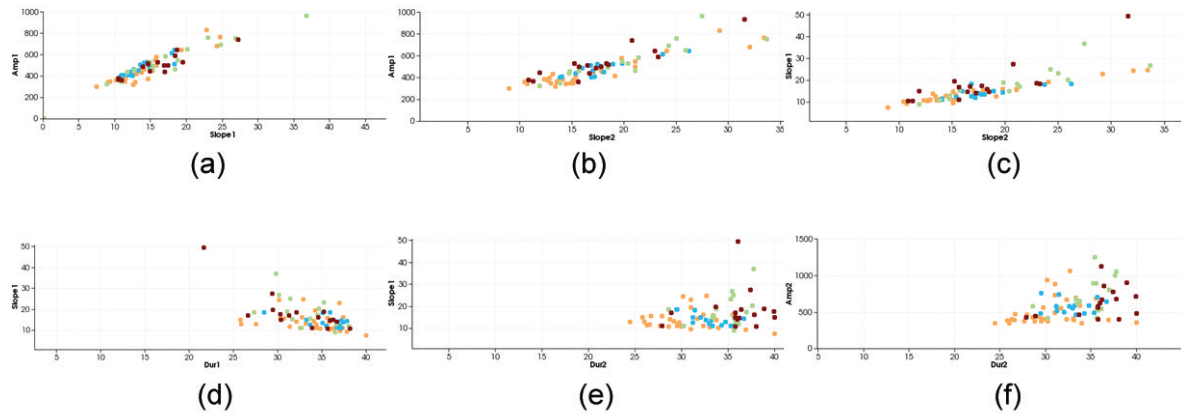 1000
800
600
400
200
0
Amp1
0 5 10 15 20 25 30 35 40 45
Slope1
(a)
1000
800
600
400
200
0
Amp1
5 10 15 20 25 30 35
Slope2
(b)
50
40
30
20
10
Slope1
5 10 15 20 25 30 35
Slope2
(c)
50
40
30
20
10
Slope1
5 10 15 20 25 30 35 40
Dur1
(d)
50
40
30
20
10
Slope1
5 10 15 20 25 30 35 40
Dur2
(e)
1500
1000
500
0
Amp2
5 10 15 20 25 30 35 40 45
Dur2
(f)